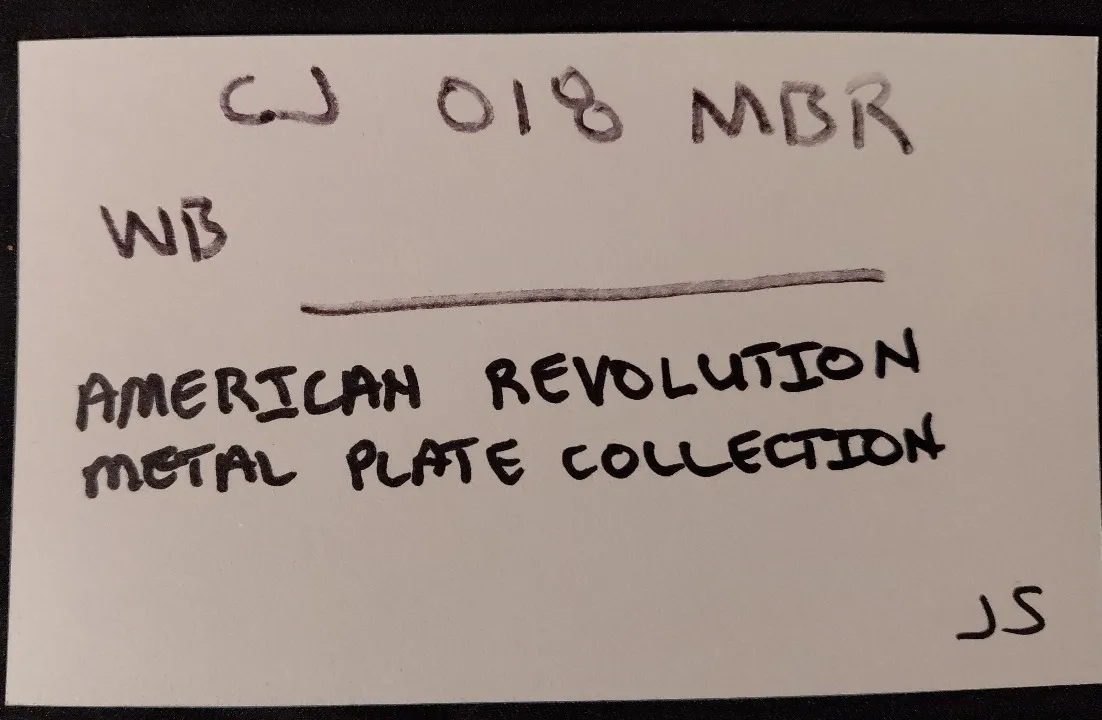 CJ 018 MBR
WB
AMERICAN REVOLUTION
METAL PLATE COLLECTION
JS